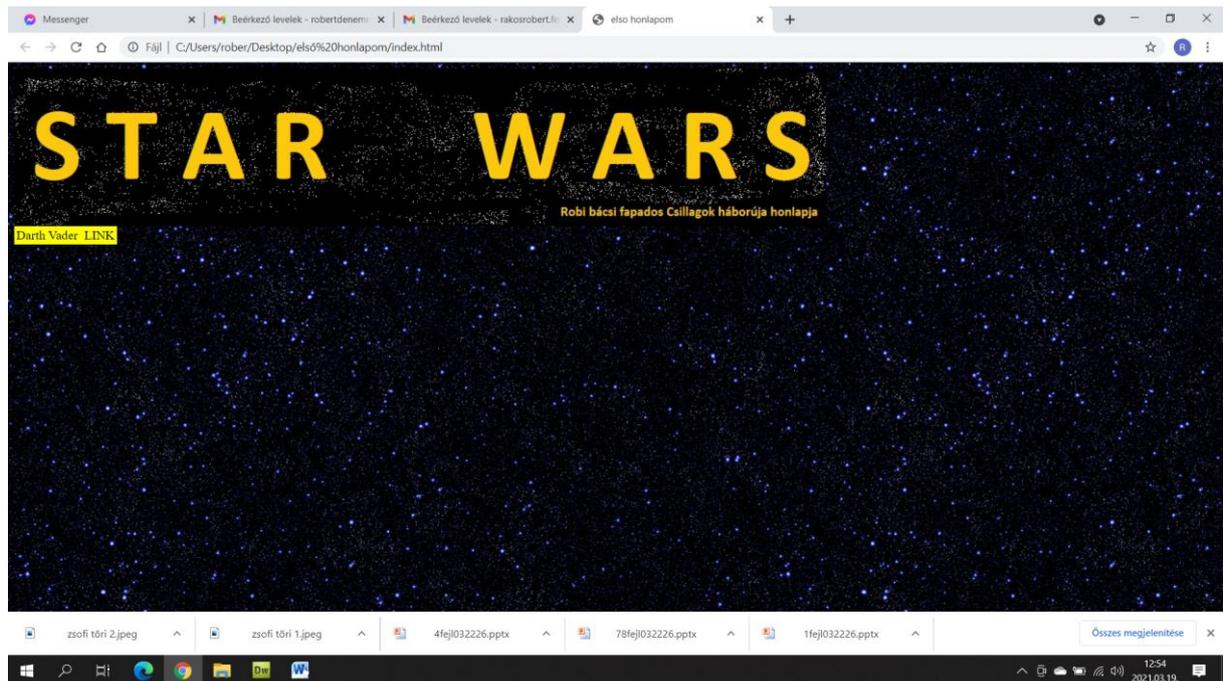 Messenger
Beérkező levelek - robertdenem
Beérkező levelek - rakosrobert.fe
elso honlapom
Fájl | C:/Users/rober/Desktop/első%20honlapom/index.html
R
STAR WARS
Robi bácsi fapados Csillagok háborúja honlapja
Darth Vader LINK
zsofi töri 2.jpeg
zsofi töri 1.jpeg
4fejl032226.pptx
78fejl032226.pptx
1fejl032226.pptx
Összes megjelenítése
Dw
W
12:54
2021.03.19.